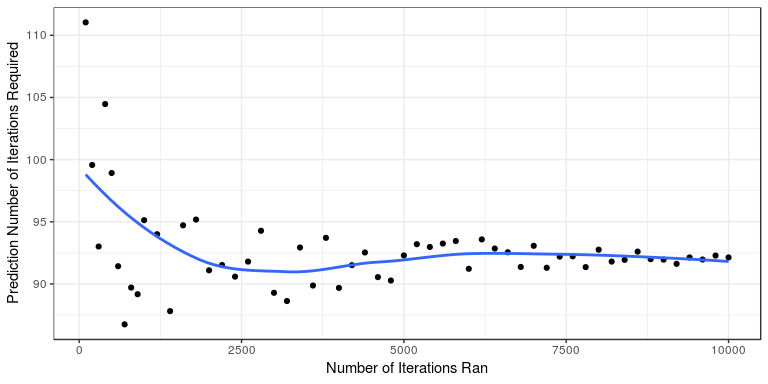 Prediction Number of Iterations Required
110
105
100
95
90
0 2500 5000 7500 10000
Number of Iterations Ran